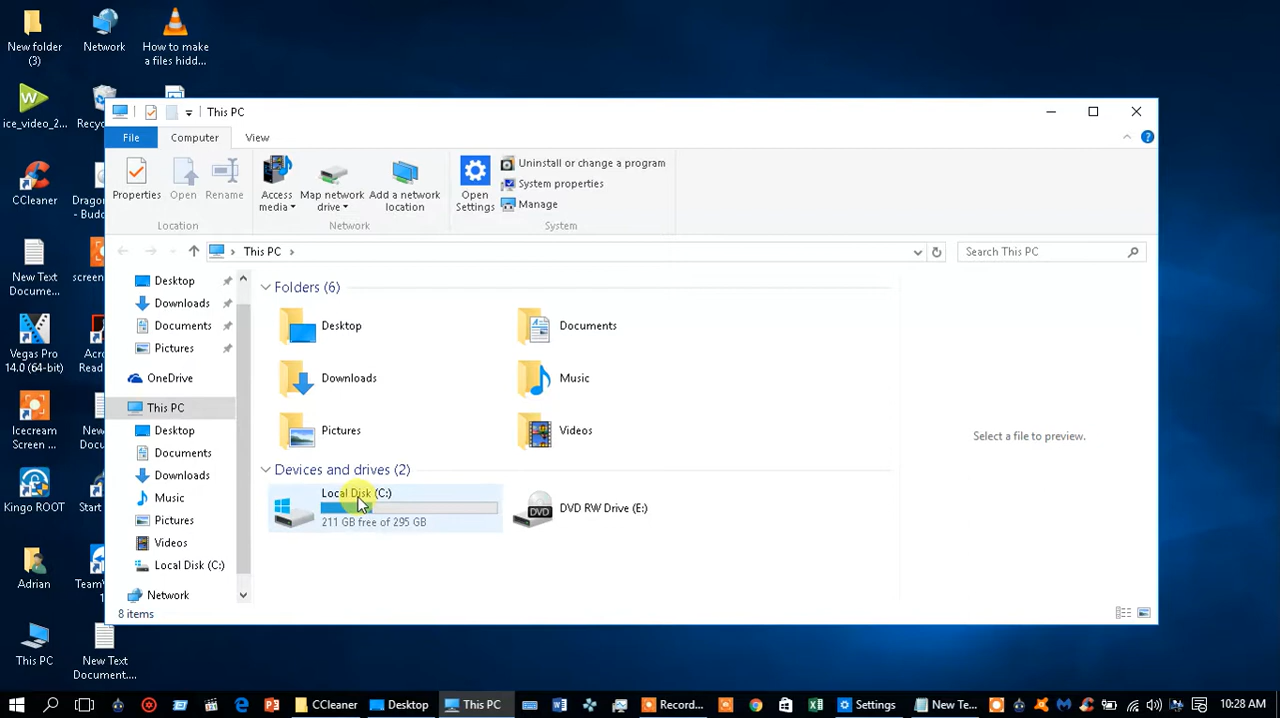 New folder
(3)
Network
How to make
a files hidd...
ice_video_2...
Recyc
CCleaner
Drago
- Budo
New Text
Docume...
screen
Vegas Pro
14.0 (64-bit)
Acro
Read
Icecream
Screen ...
New
Docum
Kingo ROOT
Start
Adrian
Team
1
This PC
New Text
Document....
This PC
File
Computer
View
Properties
Open
Rename
Location
Access
media
Map network
drive
Add a network
location
Network
Open
Settings
Uninstall or change a program
System properties
Manage
System
This PC
Search This PC
Desktop
Downloads
Documents
Pictures
OneDrive
This PC
Desktop
Documents
Downloads
Music
Pictures
Videos
Local Disk (C:)
Network
Folders (6)
Desktop
Documents
Downloads
Music
Pictures
Videos
Devices and drives (2)
Local Disk (C:)
211 GB free of 295 GB
DVD
DVD RW Drive (E:)
Select a file to preview.
8 items
CCleaner
Desktop
This PC
Record...
Settings
New Te...
10:28 AM